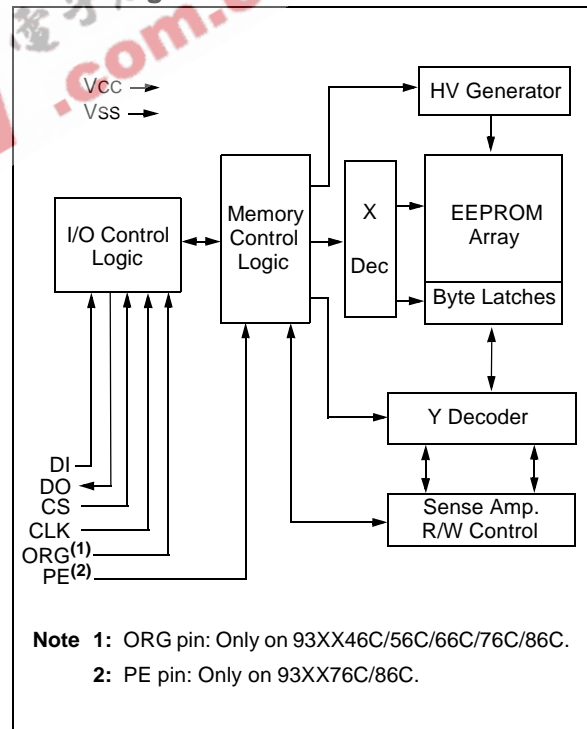 .com
Vcc
Vss
HV Generator
I/O Control
Logic
Memory
Control
Logic
X
Dec
EEPROM
Array
Byte Latches
Y Decoder
Sense Amp.
R/W Control
DI
DO
CS
CLK
ORG(1)
PE(2)
Note 1: ORG pin: Only on 93XX46C/56C/66C/76C/86C.
2: PE pin: Only on 93XX76C/86C.